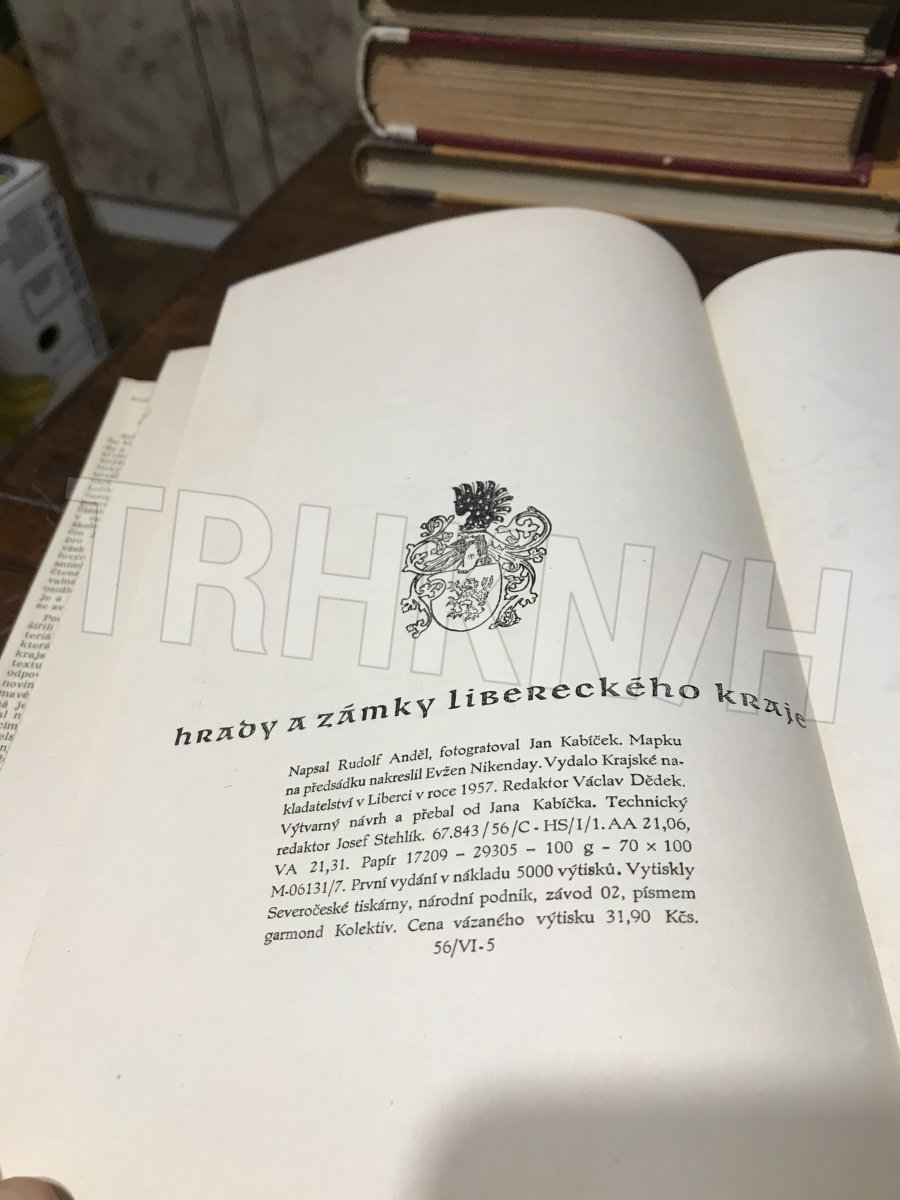 TRHKNIH
hrady a zámky libereckého kraje
Napsal Rudolf Anděl, fotografoval Jan Kabíček. Mapku
na předsádku nakreslil Evžen Nikenday. Vydalo Krajské na-
kladatelství v Liberci v roce 1957. Redaktor Václav Dědek.
Výtvarný návrh a přebal od Jana Kabíčka. Technický
redaktor Josef Stehlík. 67.843/56/C-HS/I/1. AA 21,06,
VA 21,31. Papír 17209 – 29305 – 100 g – 70 × 100
M-06131/7. První vydání v nákladu 5000 výtisků. Vytiskly
Severočeské tiskárny, národní podnik, závod 02, písmem
garmond Kolektiv. Cena vázaného výtisku 31,90 Kčs.
56/VI-5